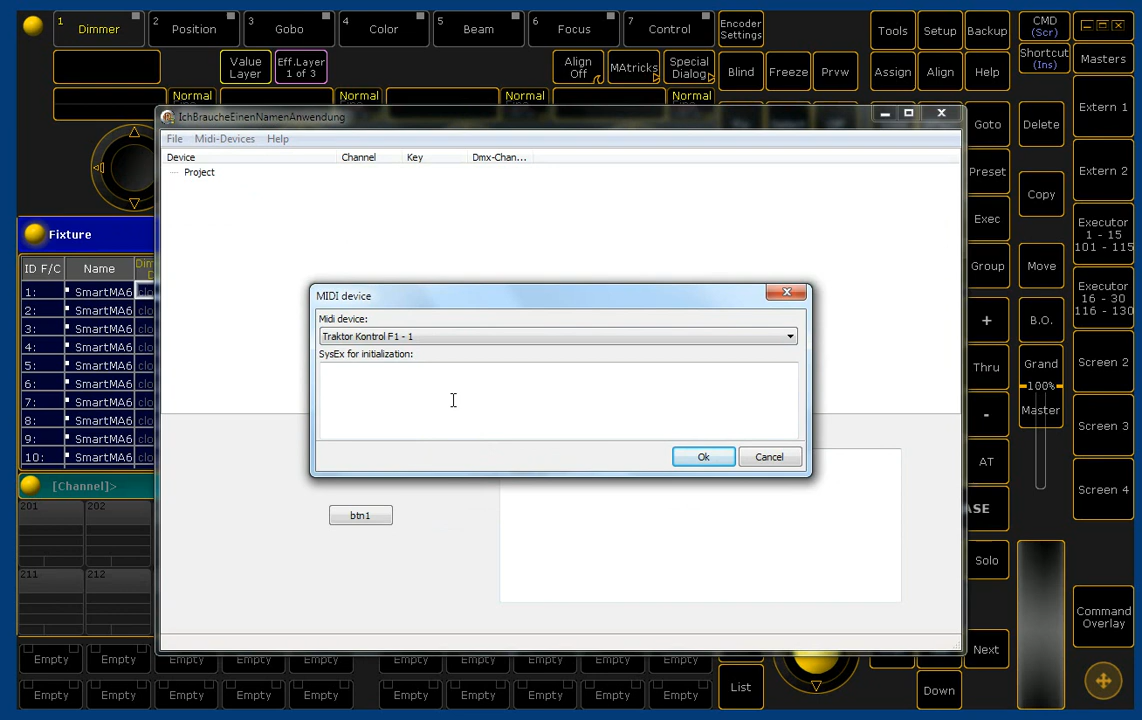 1 Dimmer
2 Position
3 Gobo
4 Color
5 Beam
6 Focus
7 Control
Encoder Settings
Tools
Setup
Backup
CMD (Scr)
Value Layer
Eff.Layer 1 of 3
Align Off
MAtricks
Special Dialog
Blind
Freeze
Prvw
Assign
Align
Help
Shortcut (Ins)
Masters
Normal
Normal
Normal
Normal
IchBraucheEinenNamenAnwendung
File Midi-Devices Help
Device Channel Key Dmx-Chan...
Project
Goto
Delete
Extern 1
Preset
Copy
Extern 2
Exec
Executor
1 - 15
101 - 115
Group
Move
Executor
16 - 30
116 - 130
+
B.O.
Thru
Grand
100%
Master
Screen 2
-
Screen 3
AT
Screen 4
ASE
Solo
Command Overlay
Next
Down
List
Fixture
ID F/C Name
1: SmartMA6
2: SmartMA6
3: SmartMA6
4: SmartMA6
5: SmartMA6
6: SmartMA6
7: SmartMA6
8: SmartMA6
9: SmartMA6
10: SmartMA6
[Channel]>
201 202
211 212
MIDI device
Midi device:
Traktor Kontrol F1 - 1
SysEx for initialization:
Ok Cancel
btn1
Empty Empty Empty Empty Empty Empty Empty Empty Empty Empty
Empty Empty Empty Empty Empty Empty Empty Empty Empty Empty